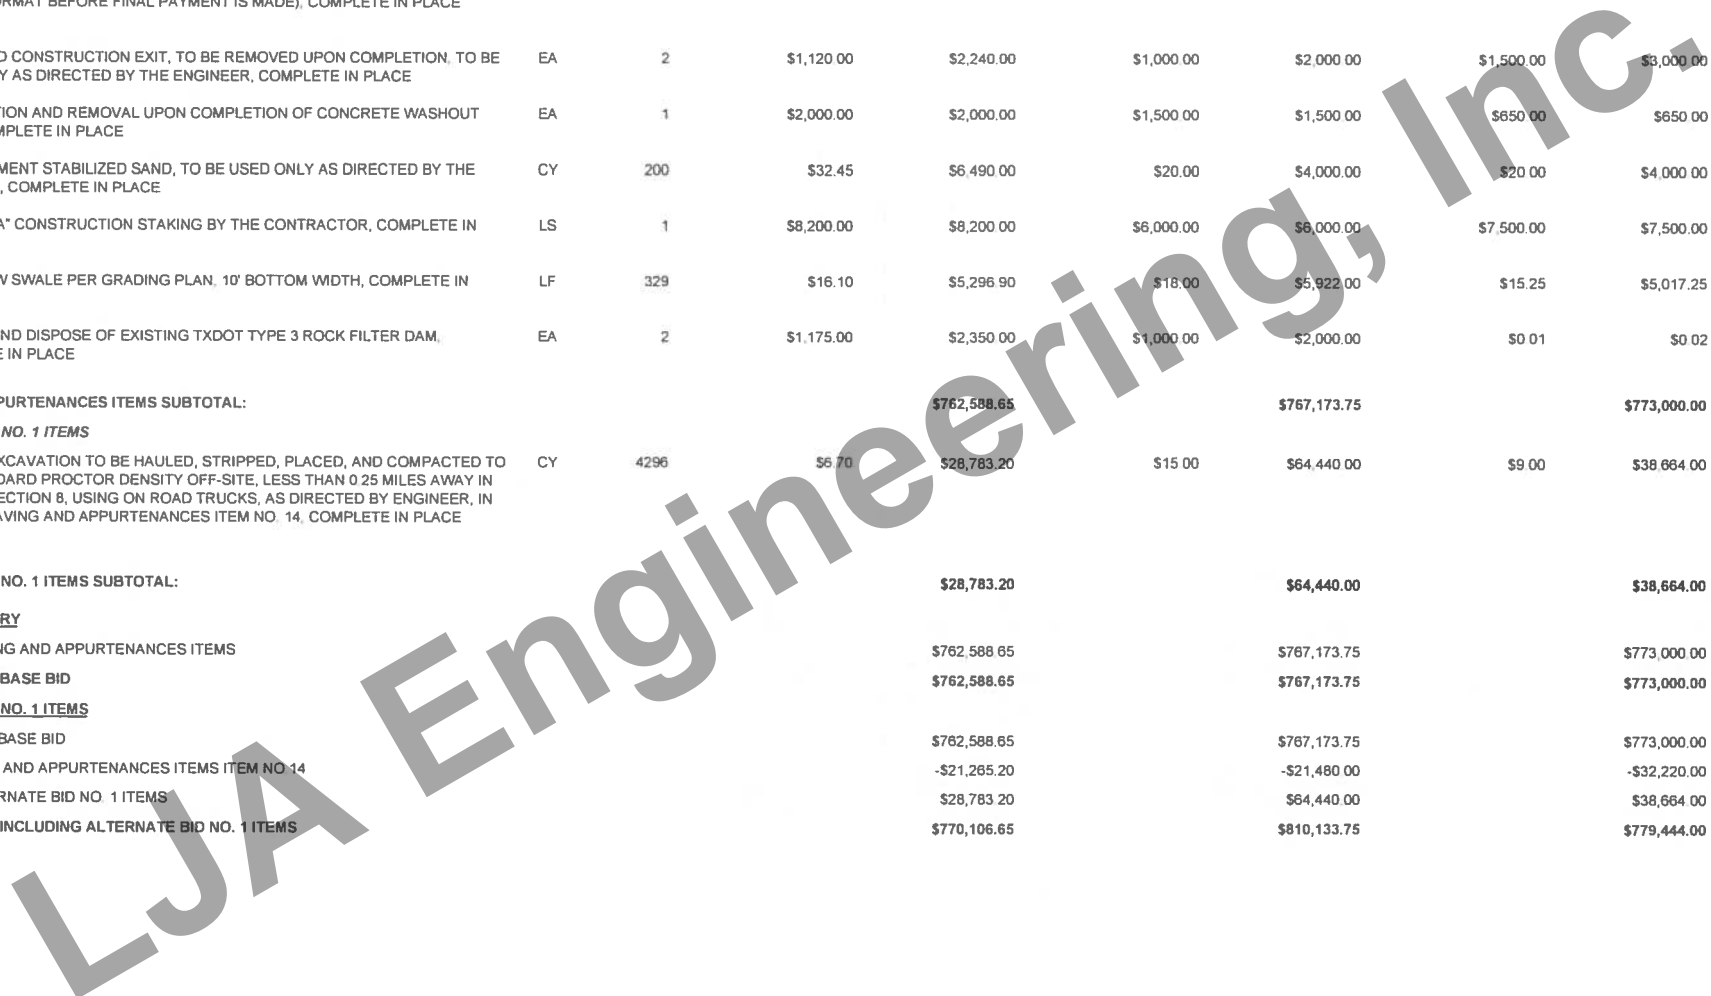 ORMAT BEFORE FINAL PAYMENT IS MADE), COMPLETE IN PLACE
D CONSTRUCTION EXIT, TO BE REMOVED UPON COMPLETION, TO BE EA 2 $1,120.00 $2,240.00 $1,000.00 $2,000.00 $1,500.00 $3,000.00
Y AS DIRECTED BY THE ENGINEER, COMPLETE IN PLACE
TION AND REMOVAL UPON COMPLETION OF CONCRETE WASHOUT EA 1 $2,000.00 $2,000.00 $1,500.00 $1,500.00 $650.00 $650.00
MPLETE IN PLACE
MENT STABILIZED SAND, TO BE USED ONLY AS DIRECTED BY THE CY 200 $32.45 $6,490.00 $20.00 $4,000.00 $20.00 $4,000.00
, COMPLETE IN PLACE
A" CONSTRUCTION STAKING BY THE CONTRACTOR, COMPLETE IN LS 1 $8,200.00 $8,200.00 $6,000.00 $6,000.00 $7,500.00 $7,500.00
W SWALE PER GRADING PLAN, 10' BOTTOM WIDTH, COMPLETE IN LF 329 $16.10 $5,296.90 $18.00 $5,922.00 $15.25 $5,017.25
ND DISPOSE OF EXISTING TXDOT TYPE 3 ROCK FILTER DAM, EA 2 $1,175.00 $2,350.00 $1,000.00 $2,000.00 $0.01 $0.02
E IN PLACE
PURTENANCES ITEMS SUBTOTAL: $762,588.65 $767,173.75 $773,000.00
NO. 1 ITEMS
XCAVATION TO BE HAULED, STRIPPED, PLACED, AND COMPACTED TO CY 4296 $6.70 $28,783.20 $15.00 $64,440.00 $9.00 $38,664.00
DARD PROCTOR DENSITY OFF-SITE, LESS THAN 0.25 MILES AWAY IN
ECTION 8, USING ON ROAD TRUCKS, AS DIRECTED BY ENGINEER, IN
AVING AND APPURTENANCES ITEM NO. 14, COMPLETE IN PLACE
NO. 1 ITEMS SUBTOTAL: $28,783.20 $64,440.00 $38,664.00
RY
NG AND APPURTENANCES ITEMS $762,588.65 $767,173.75 $773,000.00
BASE BID $762,588.65 $767,173.75 $773,000.00
NO. 1 ITEMS
BASE BID $762,588.65 $767,173.75 $773,000.00
AND APPURTENANCES ITEMS ITEM NO 14 -$21,265.20 -$21,480.00 -$32,220.00
RNATE BID NO. 1 ITEMS $28,783.20 $64,440.00 $38,664.00
INCLUDING ALTERNATE BID NO. 1 ITEMS $770,106.65 $810,133.75 $779,444.00
LJA Engineering, Inc.